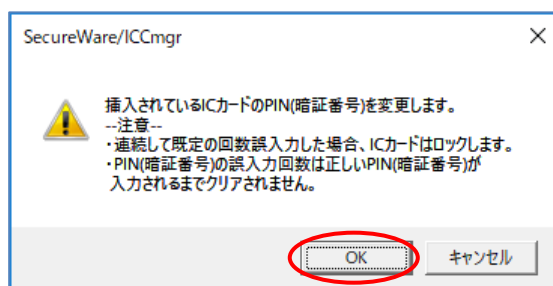 SecureWare/ICCmgr
挿入されているICカードのPIN(暗証番号)を変更します。
--注意--
・連続して既定の回数誤入力した場合、ICカードはロックします。
・PIN(暗証番号)の誤入力回数は正しいPIN(暗証番号)が
入力されるまでクリアされません。
OK
キャンセル